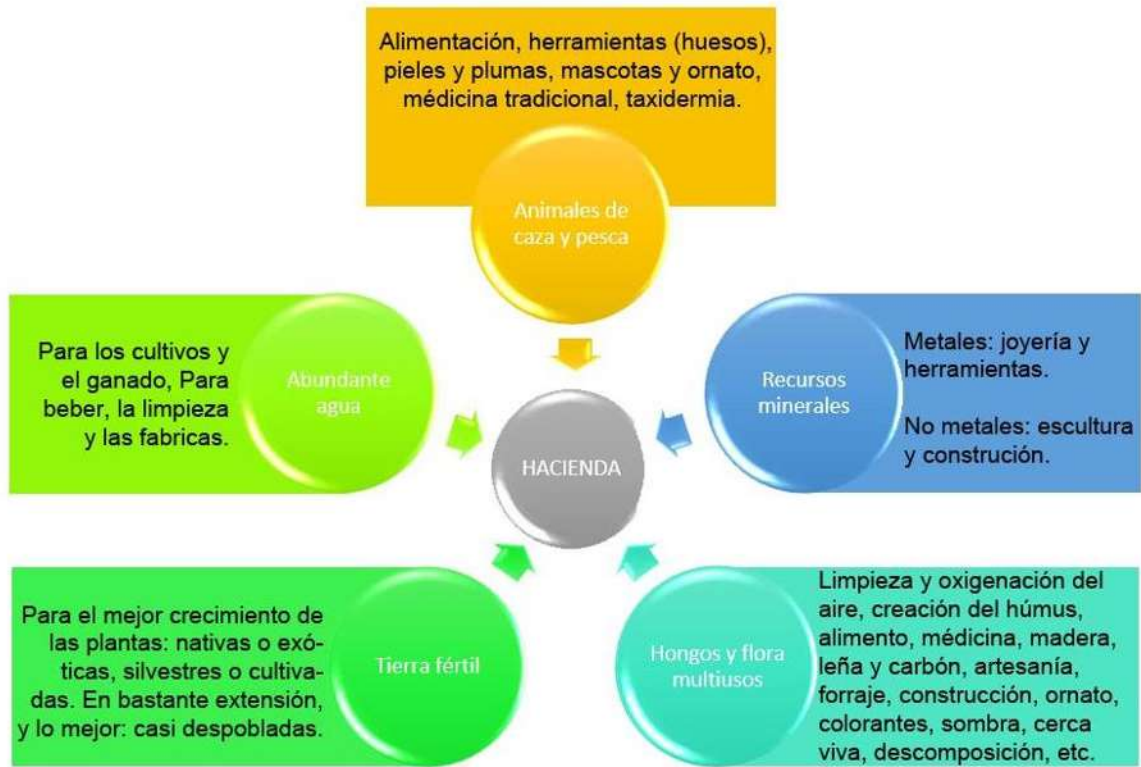 Alimentación, herramientas (huesos),
pieles y plumas, mascotas y ornato,
médicina tradicional, taxidermia.
Animales de
caza y pesca
Para los cultivos y
el ganado, Para
beber, la limpieza
y las fabricas.
Abundante
agua
Recursos
minerales
Metales: joyería y
herramientas.
No metales: escultura
y construción.
HACIENDA
Para el mejor crecimiento de
las plantas: nativas o exó-
ticas, silvestres o cultiva-
das. En bastante extensión,
y lo mejor: casi despobladas.
Tierra fértil
Hongos y flora
multiusos
Limpieza y oxigenación del
aire, creación del húmus,
alimento, médicina, madera,
leña y carbón, artesanía,
forraje, construcción, ornato,
colorantes, sombra, cerca
viva, descomposición, etc.